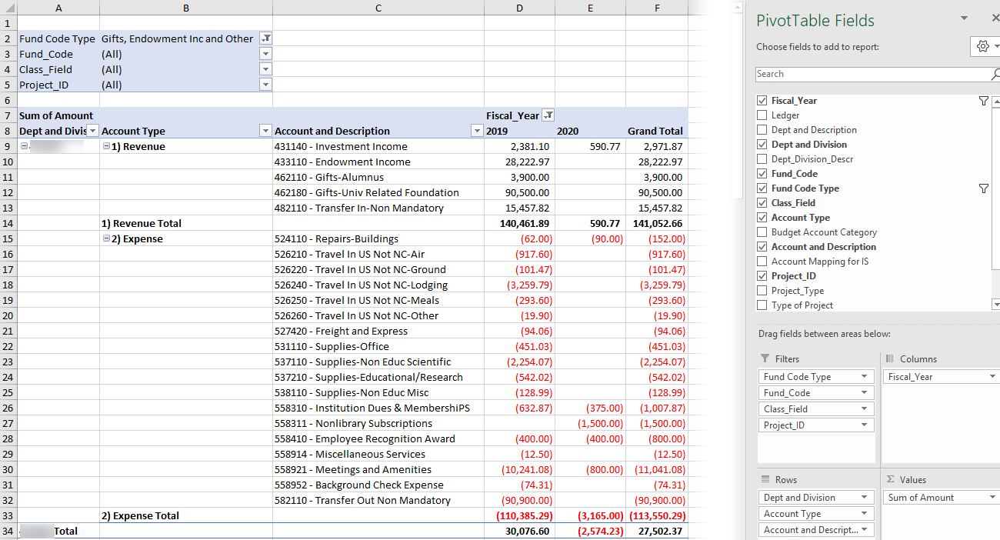 A B C D E F
1
2 Fund Code Type Gifts, Endowment Inc and Other
3 Fund_Code (All)
4 Class_Field (All)
5 Project_ID (All)
6
7 Sum of Amount Fiscal_Year
8 Dept and Divis Account Type Account and Description 2019 2020 Grand Total
9 1) Revenue 431140 - Investment Income 2,381.10 590.77 2,971.87
10 433110 - Endowment Income 28,222.97 28,222.97
11 462110 - Gifts-Alumnus 3,900.00 3,900.00
12 462180 - Gifts-Univ Related Foundation 90,500.00 90,500.00
13 482110 - Transfer In-Non Mandatory 15,457.82 15,457.82
14 1) Revenue Total 140,461.89 590.77 141,052.66
15 2) Expense 524110 - Repairs-Buildings (62.00) (90.00) (152.00)
16 526210 - Travel In US Not NC-Air (917.60) (917.60)
17 526220 - Travel In US Not NC-Ground (101.47) (101.47)
18 526240 - Travel In US Not NC-Lodging (3,259.79) (3,259.79)
19 526250 - Travel In US Not NC-Meals (293.60) (293.60)
20 526260 - Travel In US Not NC-Other (19.90) (19.90)
21 527420 - Freight and Express (94.06) (94.06)
22 531110 - Supplies-Office (451.03) (451.03)
23 537110 - Supplies-Non Educ Scientific (2,254.07) (2,254.07)
24 537210 - Supplies-Educational/Research (542.02) (542.02)
25 538110 - Supplies-Non Educ Misc (128.99) (128.99)
26 558310 - Institution Dues & MembershiPS (632.87) (375.00) (1,007.87)
27 558311 - Nonlibrary Subscriptions (1,500.00) (1,500.00)
28 558410 - Employee Recognition Award (400.00) (400.00) (800.00)
29 558914 - Miscellaneous Services (12.50) (12.50)
30 558921 - Meetings and Amenities (10,241.08) (800.00) (11,041.08)
31 558952 - Background Check Expense (74.31) (74.31)
32 582110 - Transfer Out Non Mandatory (90,900.00) (90,900.00)
33 2) Expense Total (110,385.29) (3,165.00) (113,550.29)
34 Total 30,076.60 (2,574.23) 27,502.37
PivotTable Fields
Choose fields to add to report:
Search
Fiscal_Year
Ledger
Dept and Description
Dept and Division
Dept_Division_Descr
Fund_Code
Fund Code Type
Class_Field
Account Type
Budget Account Category
Account and Description
Account Mapping for IS
Project_ID
Project_Type
Type of Project
Drag fields between areas below:
Filters
Fund Code Type
Fund_Code
Class_Field
Project_ID
Columns
Fiscal_Year
Rows
Dept and Division
Account Type
Account and Descript...
Σ Values
Sum of Amount